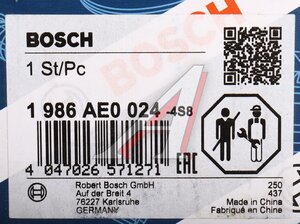 BOSCH
1 St/Pc
1 986 AE0 024 -4S8
4 047026 571271
EAC
BOSCH
Robert Bosch GmbH
Auf der Breit 4
76227 Karlsruhe
GERMANY
250
437
Made in China
Fabriqué en Chine